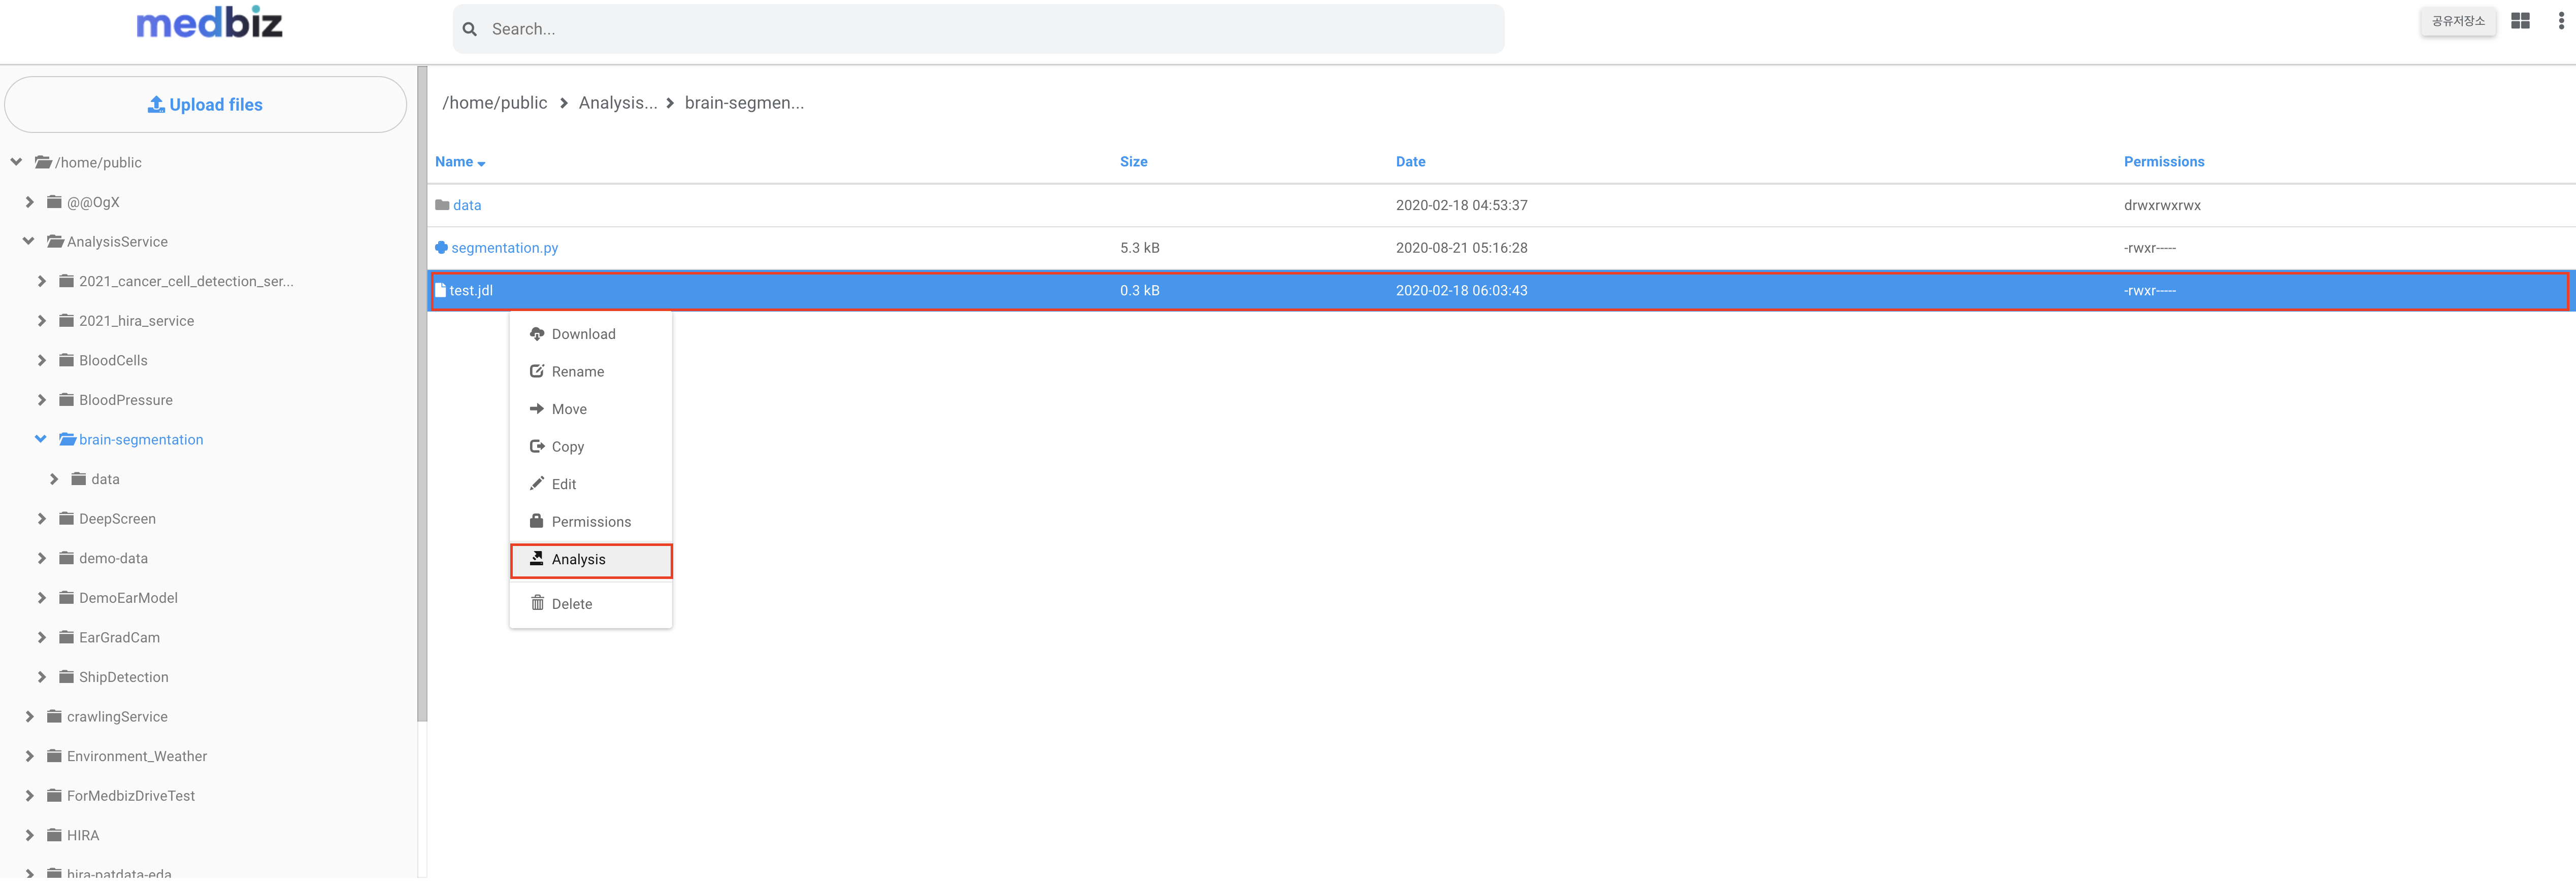 medbiz
Search...
공유저장소
Upload files
/home/public
@@OgX
AnalysisService
2021_cancer_cell_detection_ser...
2021_hira_service
BloodCells
BloodPressure
brain-segmentation
data
DeepScreen
demo-data
DemoEarModel
EarGradCam
ShipDetection
crawlingService
Environment_Weather
ForMedbizDriveTest
HIRA
hira-patdata-eda
/home/public > Analysis... > brain-segmen...
Name Size Date Permissions
data 2020-02-18 04:53:37 drwxrwxrwx
segmentation.py 5.3 kB 2020-08-21 05:16:28 -rwxr-----
test.jdl 0.3 kB 2020-02-18 06:03:43 -rwxr-----
Download
Rename
Move
Copy
Edit
Permissions
Analysis
Delete